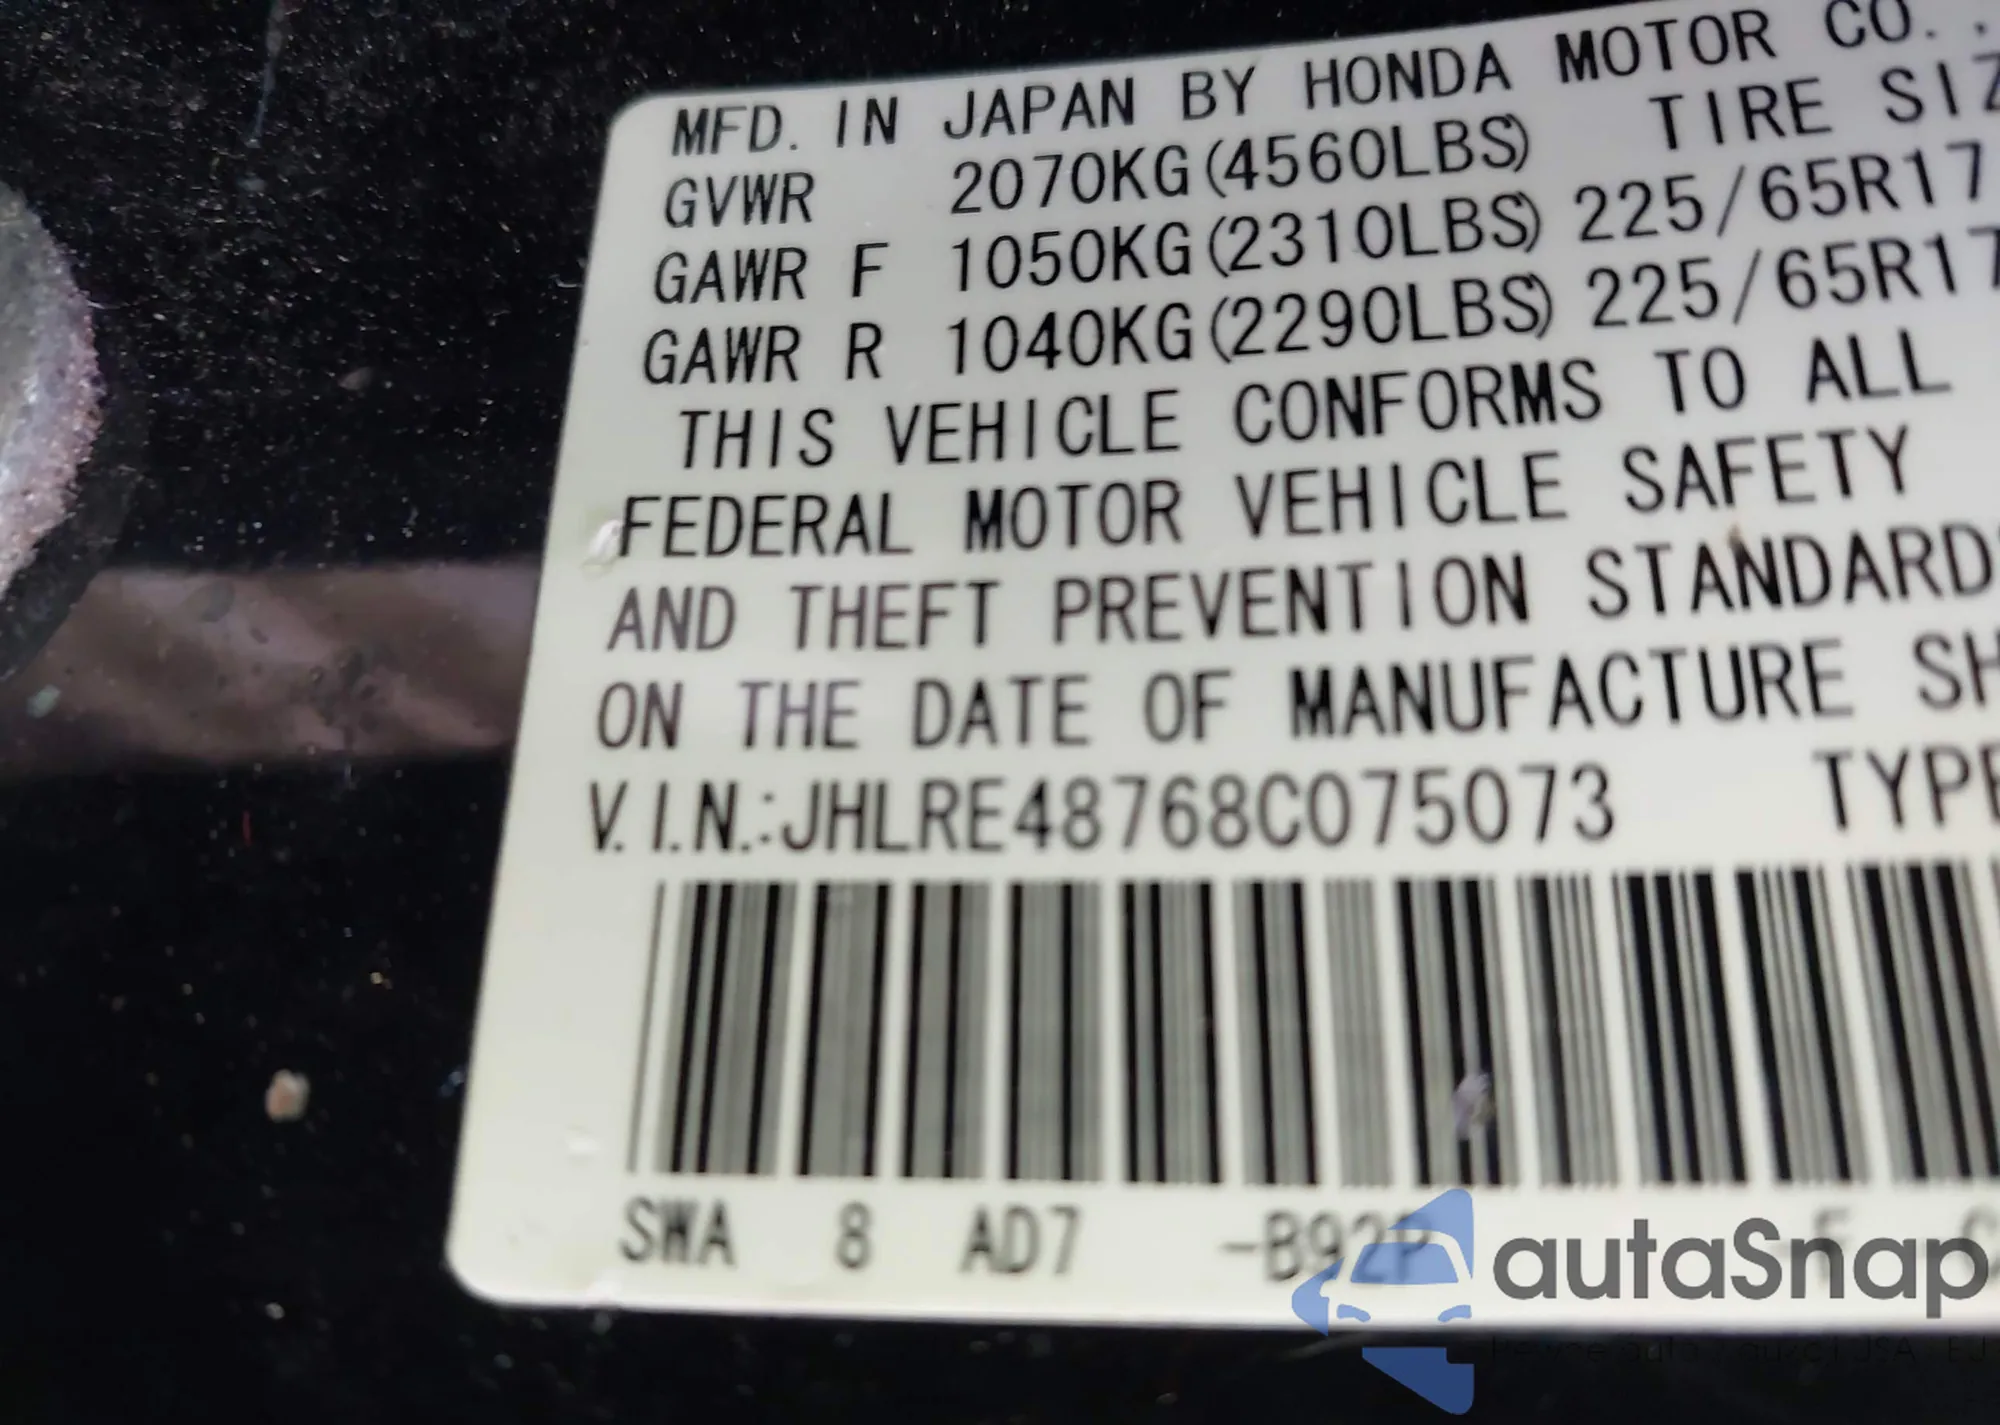 MFD. IN JAPAN BY HONDA MOTOR CO.,
GVWR 2070KG(4560LBS) TIRE SIZ
GAWR F 1050KG(2310LBS) 225/65R17
GAWR R 1040KG(2290LBS) 225/65R17
THIS VEHICLE CONFORMS TO ALL
FEDERAL MOTOR VEHICLE SAFETY
AND THEFT PREVENTION STANDARDS
ON THE DATE OF MANUFACTURE SH
V.I.N.:JHLRE48768C075073 TYPE
SWA 8 AD7 -B92P
autaSnap